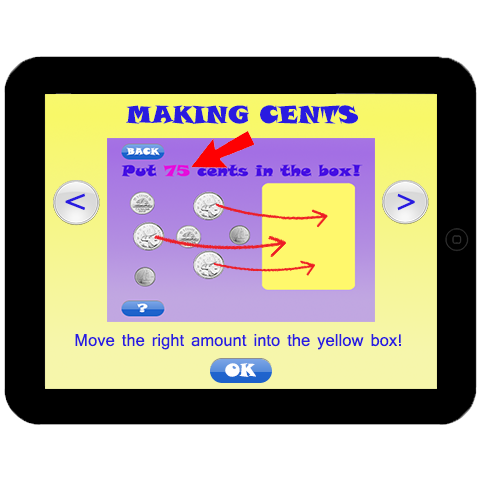 MAKING CENTS
BACK
Put 75 cents in the box!
<
>
?
Move the right amount into the yellow box!
OK